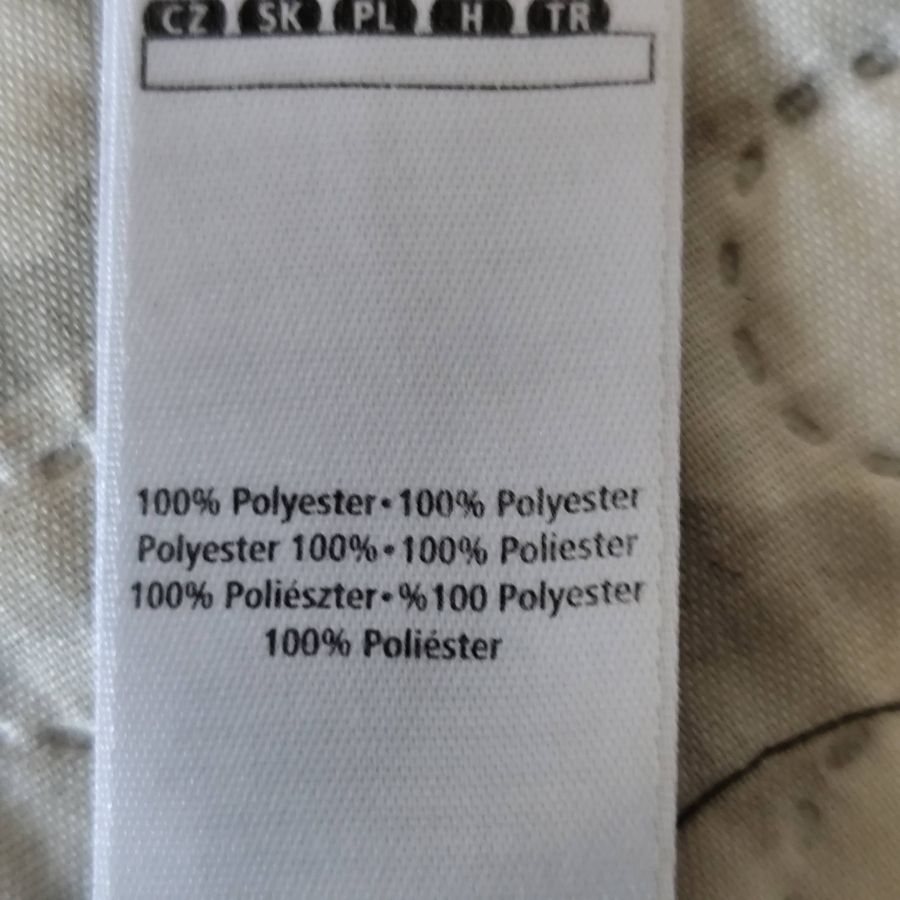 CZ SK PL H TR
100% Polyester•100% Polyester
Polyester 100%•100% Poliester
100% Poliészter•%100 Polyester
100% Poliéster